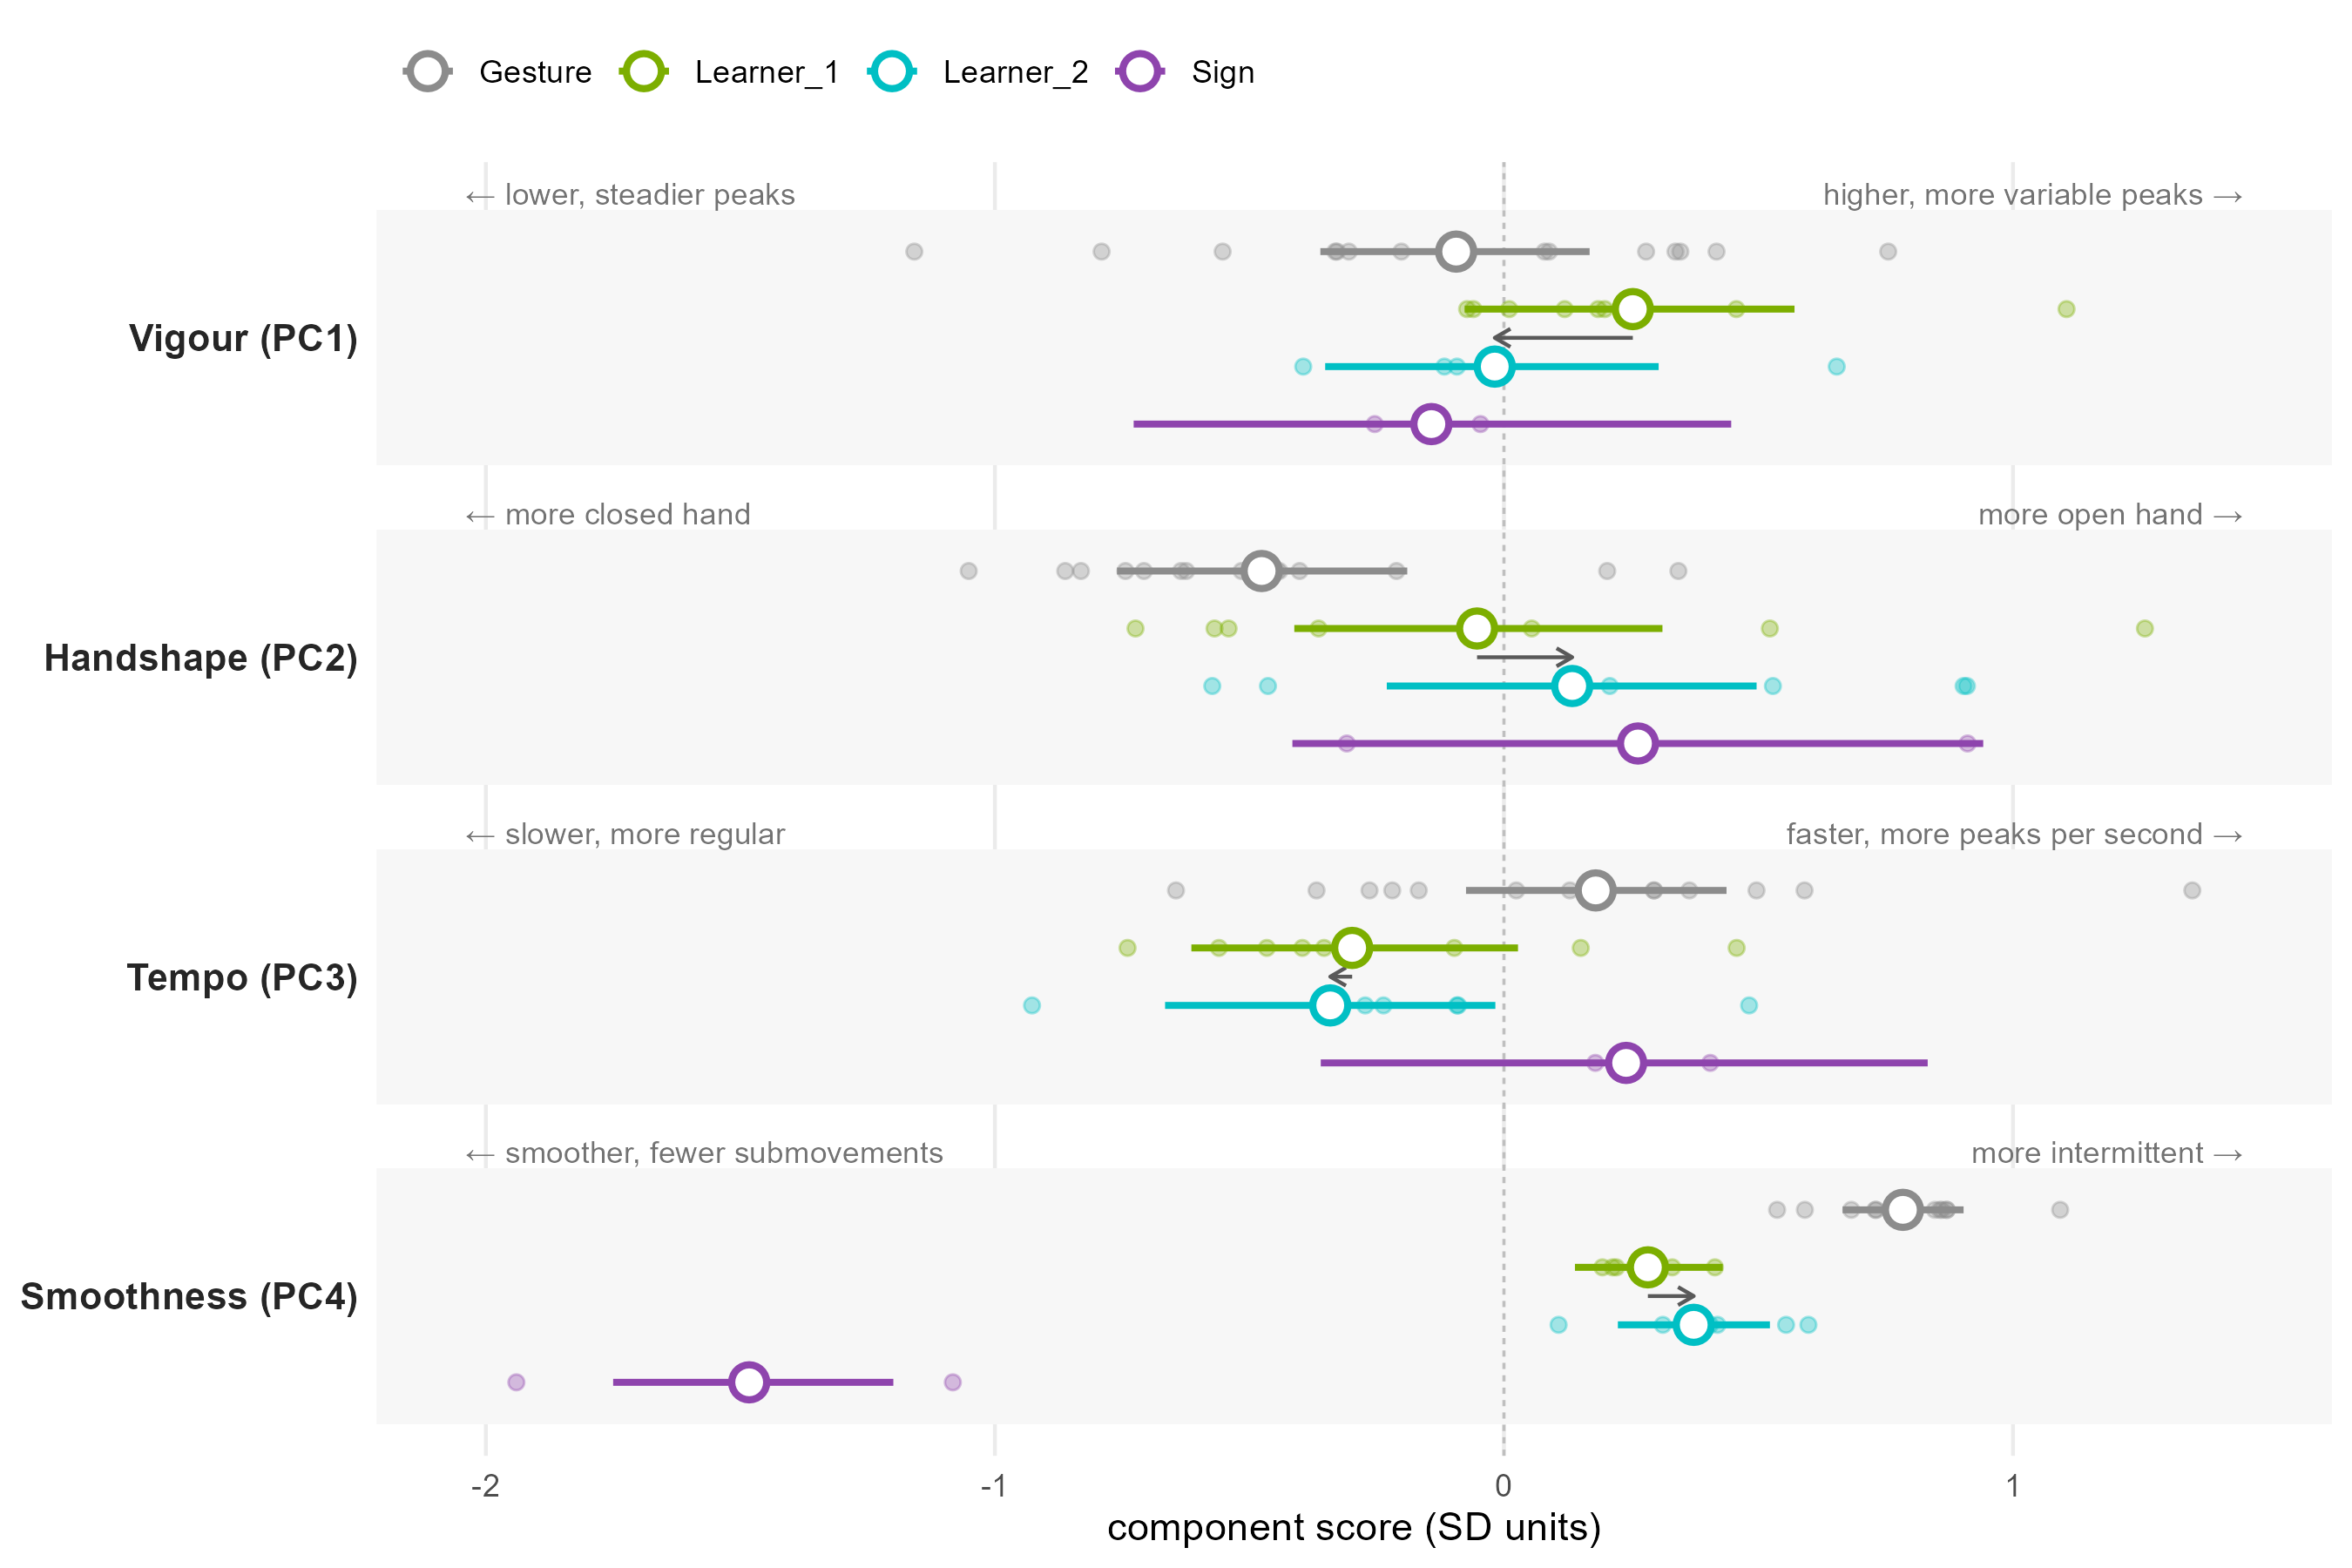 Gesture Learner_1 Learner_2 Sign
← lower, steadier peaks higher, more variable peaks →
Vigour (PC1)
← more closed hand more open hand →
Handshape (PC2)
← slower, more regular faster, more peaks per second →
Tempo (PC3)
← smoother, fewer submovements more intermittent →
Smoothness (PC4)
-2 -1 0 1
component score (SD units)